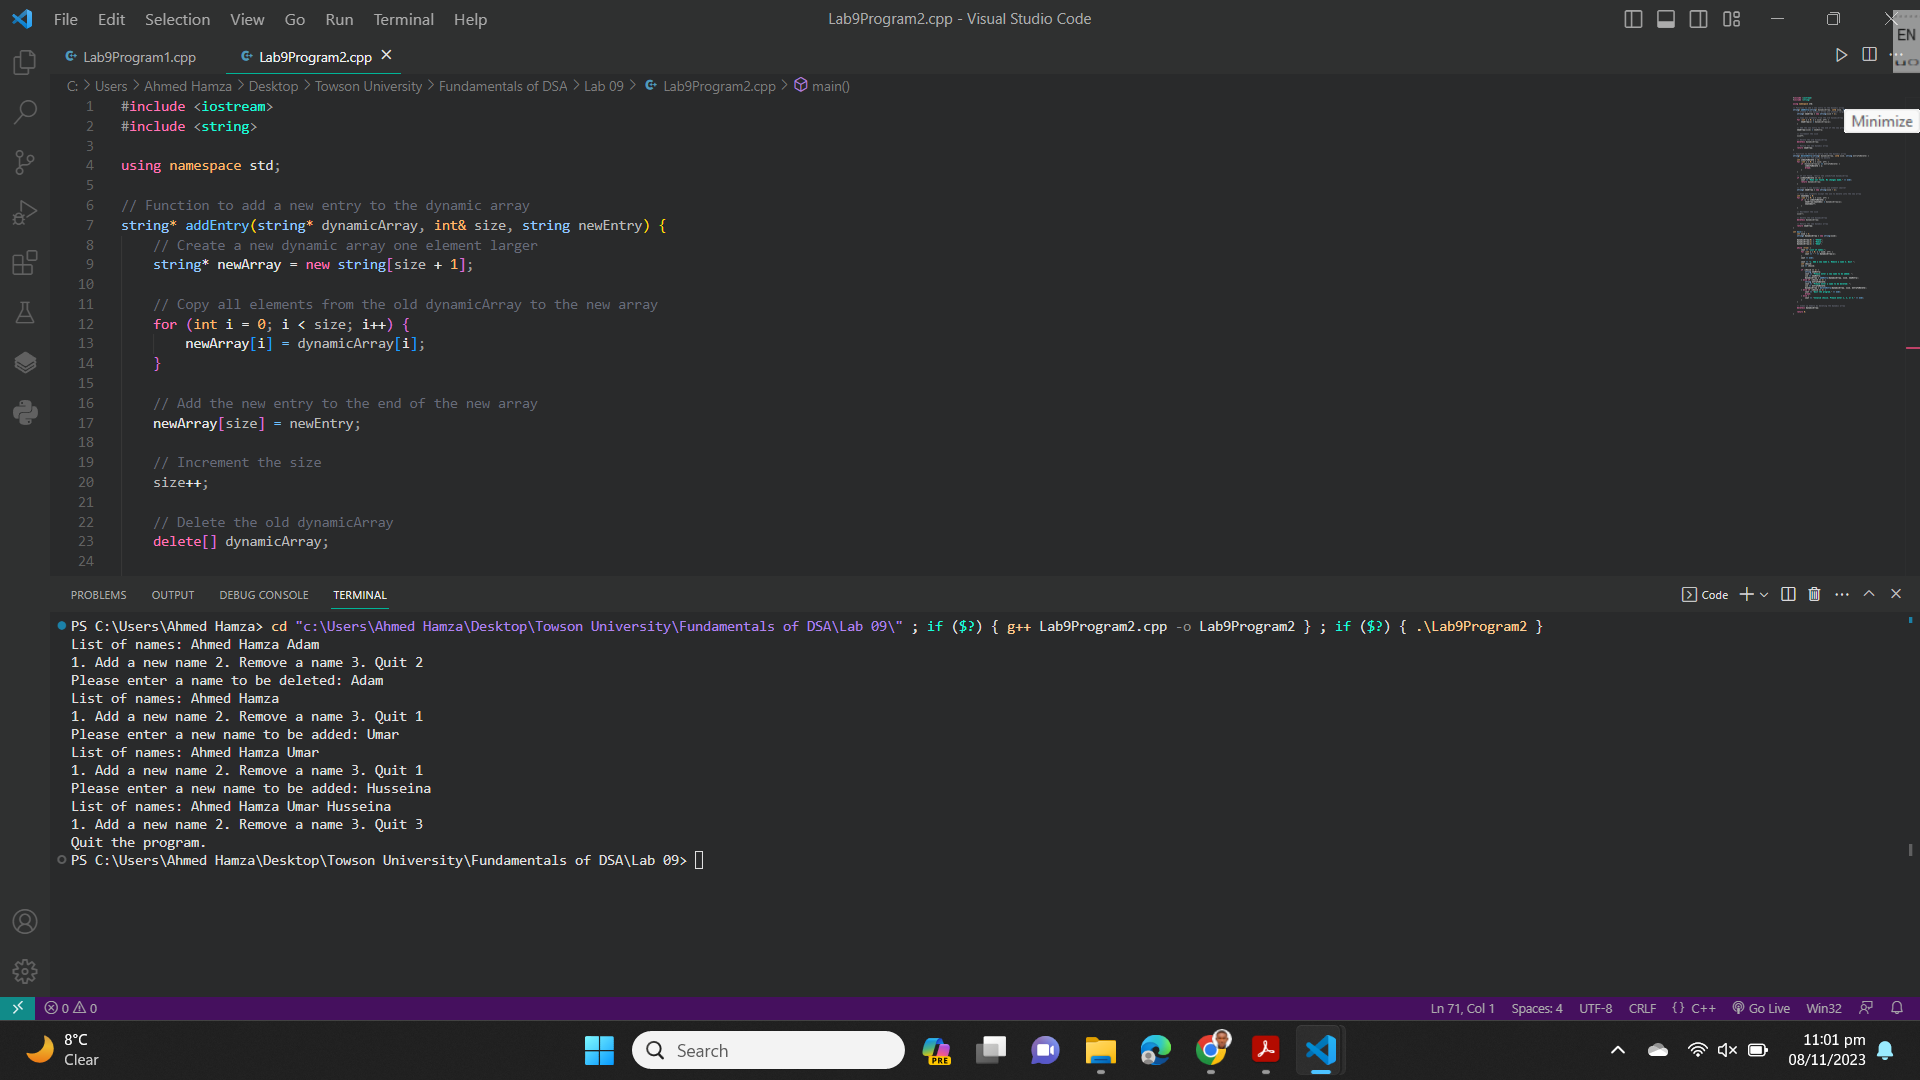 File Edit Selection View Go Run Terminal Help
Lab9Program2.cpp - Visual Studio Code
EN
Lab9Program1.cpp
Lab9Program2.cpp
C: > Users > Ahmed Hamza > Desktop > Towson University > Fundamentals of DSA > Lab 09 > Lab9Program2.cpp > main()
Minimize
1 #include <iostream>
2 #include <string>
3
4 using namespace std;
5
6 // Function to add a new entry to the dynamic array
7 string* addEntry(string* dynamicArray, int& size, string newEntry) {
8 // Create a new dynamic array one element larger
9 string* newArray = new string[size + 1];
10
11 // Copy all elements from the old dynamicArray to the new array
12 for (int i = 0; i < size; i++) {
13 newArray[i] = dynamicArray[i];
14 }
15
16 // Add the new entry to the end of the new array
17 newArray[size] = newEntry;
18
19 // Increment the size
20 size++;
21
22 // Delete the old dynamicArray
23 delete[] dynamicArray;
24
PROBLEMS OUTPUT DEBUG CONSOLE TERMINAL
Code
PS C:\Users\Ahmed Hamza> cd "c:\Users\Ahmed Hamza\Desktop\Towson University\Fundamentals of DSA\Lab 09\" ; if ($?) { g++ Lab9Program2.cpp -o Lab9Program2 } ; if ($?) { .\Lab9Program2 }
List of names: Ahmed Hamza Adam
1. Add a new name 2. Remove a name 3. Quit 2
Please enter a name to be deleted: Adam
List of names: Ahmed Hamza
1. Add a new name 2. Remove a name 3. Quit 1
Please enter a new name to be added: Umar
List of names: Ahmed Hamza Umar
1. Add a new name 2. Remove a name 3. Quit 1
Please enter a new name to be added: Husseina
List of names: Ahmed Hamza Umar Husseina
1. Add a new name 2. Remove a name 3. Quit 3
Quit the program.
PS C:\Users\Ahmed Hamza\Desktop\Towson University\Fundamentals of DSA\Lab 09>
0 0
Ln 71, Col 1 Spaces: 4 UTF-8 CRLF {} C++ Go Live Win32
8°C
Clear
Search
PRE
11:01 pm
08/11/2023